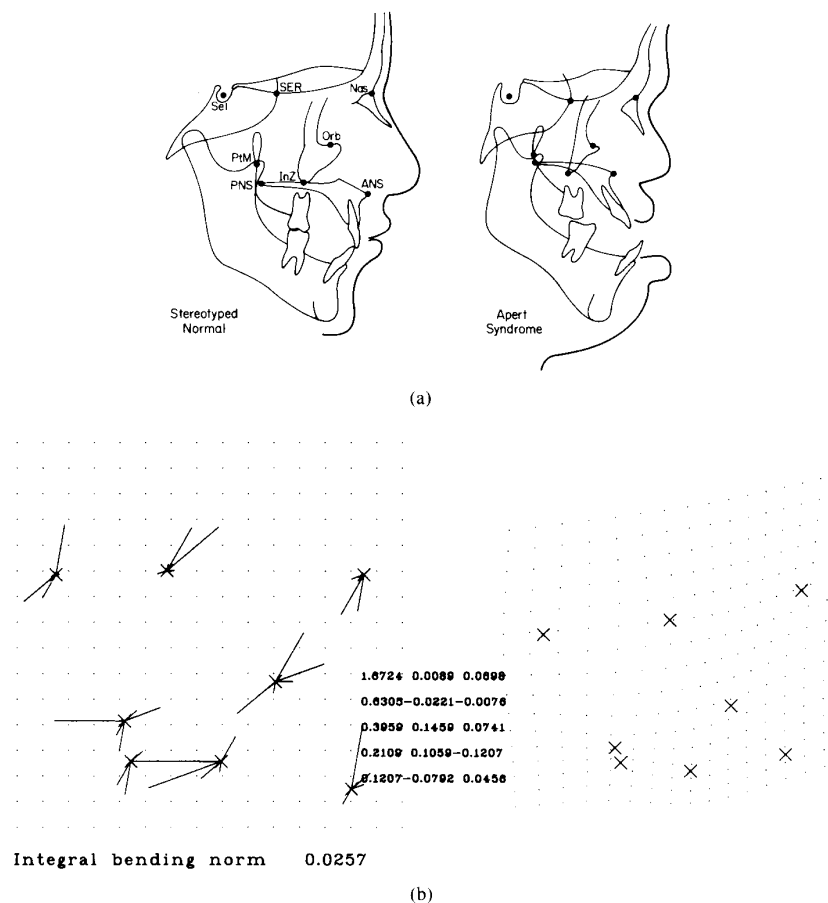 SER
Nas
Sel
Orb
PtM
InZ
ANS
PNS
Stereotyped
Normal
Apert
Syndrome
(a)
1.6724 0.0089 0.0698
0.6305-0.0221-0.0076
0.3959 0.1459 0.0741
0.2109 0.1059-0.1207
0.1207-0.0792 0.0456
Integral bending norm 0.0257
(b)